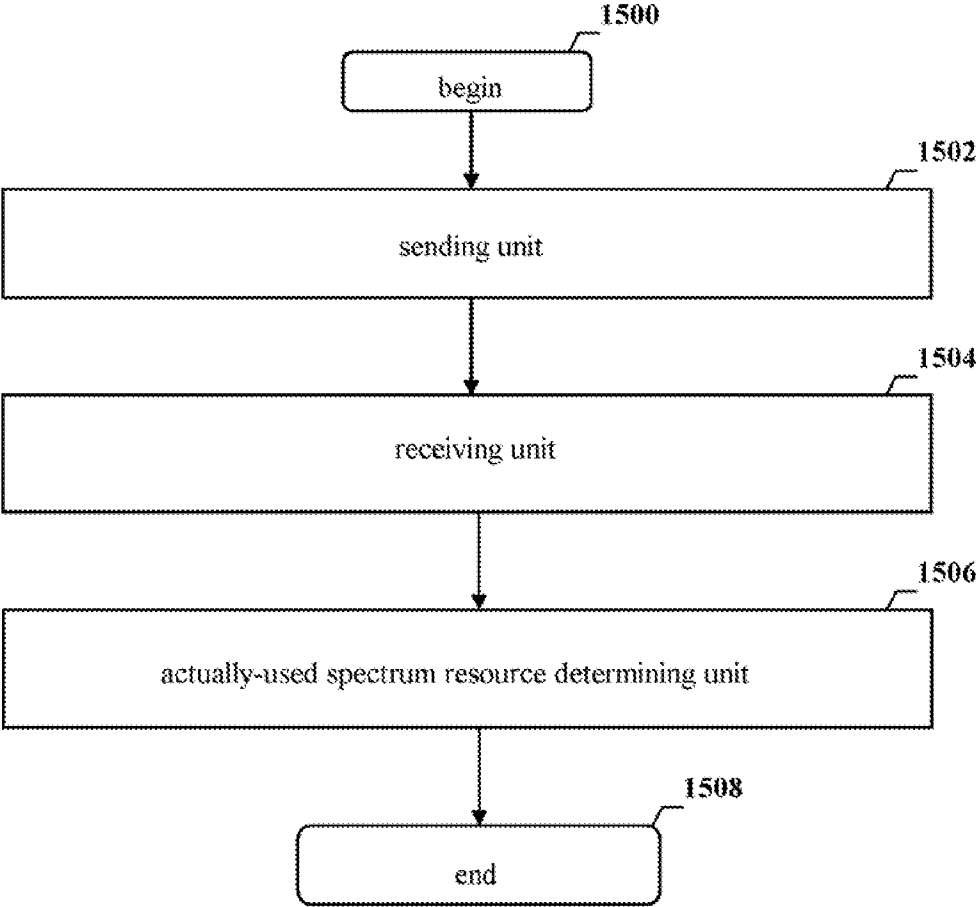 1500
begin
1502
sending unit
1504
receiving unit
1506
actually-used spectrum resource determining unit
1508
end